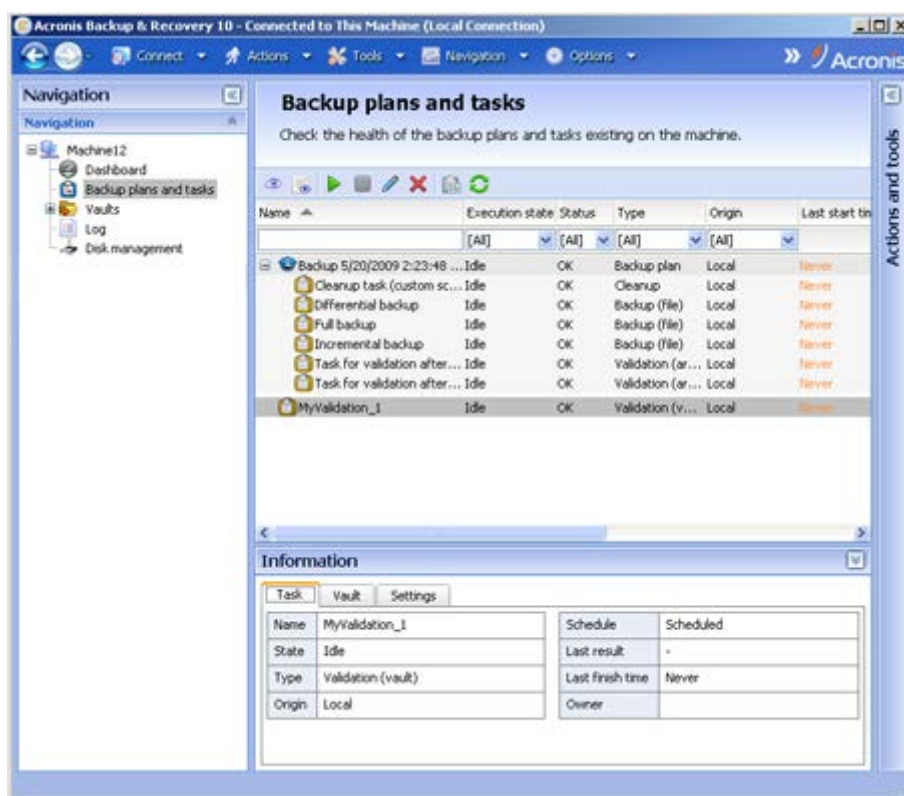 Acronis Backup & Recovery 10 - Connected to This Machine (Local Connection)
Connect Actions Tools Navigation Options Acronis
Navigation
Navigation
Machine12
Dashboard
Backup plans and tasks
Vaults
Log
Disk management
Backup plans and tasks
Check the health of the backup plans and tasks existing on the machine.
Name Execution state Status Type Origin Last start tin
[All] [All] [All] [All]
Backup 5/20/2009 2:23:48 ... Idle OK Backup plan Local Never
Cleanup task (custom sc... Idle OK Cleanup Local Never
Differential backup Idle OK Backup (file) Local Never
Full backup Idle OK Backup (file) Local Never
Incremental backup Idle OK Backup (file) Local Never
Task for validation after... Idle OK Validation (ar... Local Never
Task for validation after... Idle OK Validation (ar... Local Never
MyValidation_1 Idle OK Validation (v... Local Never
Information
Task Vault Settings
Name MyValidation_1 Schedule Scheduled
State Idle Last result -
Type Validation (vault) Last finish time Never
Origin Local Owner
Actions and tools